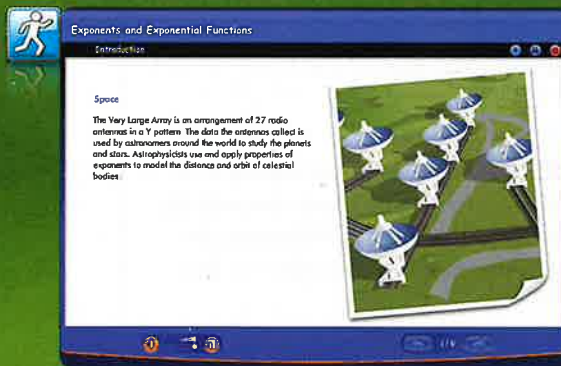 Exponents and Exponential Functions
Introduction
Space
The Very Large Array is an arrangement of 27 radio
antennas in a Y pattern. The data the antennas collect is
used by astronomers around the world to study the planets
and stars. Astrophysicists use and apply properties of
exponents to model the distance and orbit of celestial
bodies.